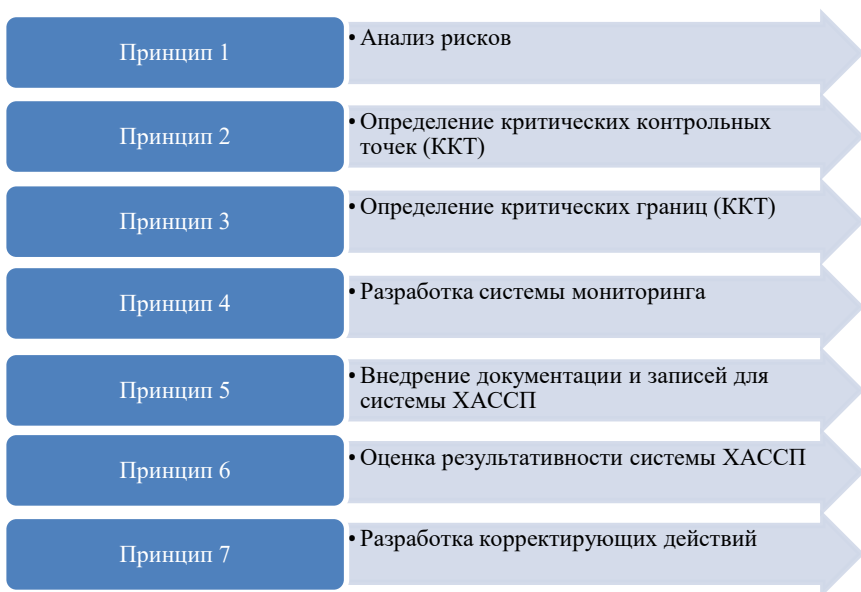 Принцип 1
• Анализ рисков
Принцип 2
• Определение критических контрольных
точек (ККТ)
Принцип 3
• Определение критических границ (ККТ)
Принцип 4
• Разработка системы мониторинга
Принцип 5
• Внедрение документации и записей для
системы ХАССП
Принцип 6
• Оценка результативности системы ХАССП
Принцип 7
• Разработка корректирующих действий